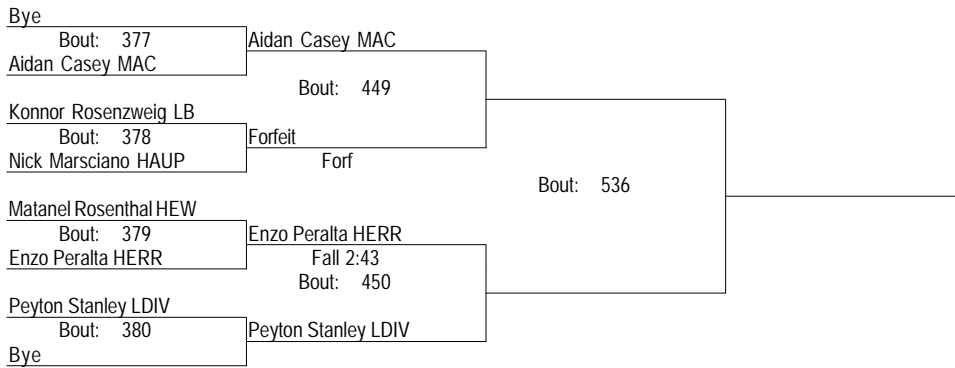 Bye
Bout: 377
Aidan Casey MAC
Aidan Casey MAC
Bout: 449
Konnor Rosenzweig LB
Bout: 378
Nick Marsciano HAUP
Forfeit
Forf
Bout: 536
Matanel Rosenthal HEW
Bout: 379
Enzo Peralta HERR
Enzo Peralta HERR
Fall 2:43
Bout: 450
Peyton Stanley LDIV
Bout: 380
Bye
Peyton Stanley LDIV